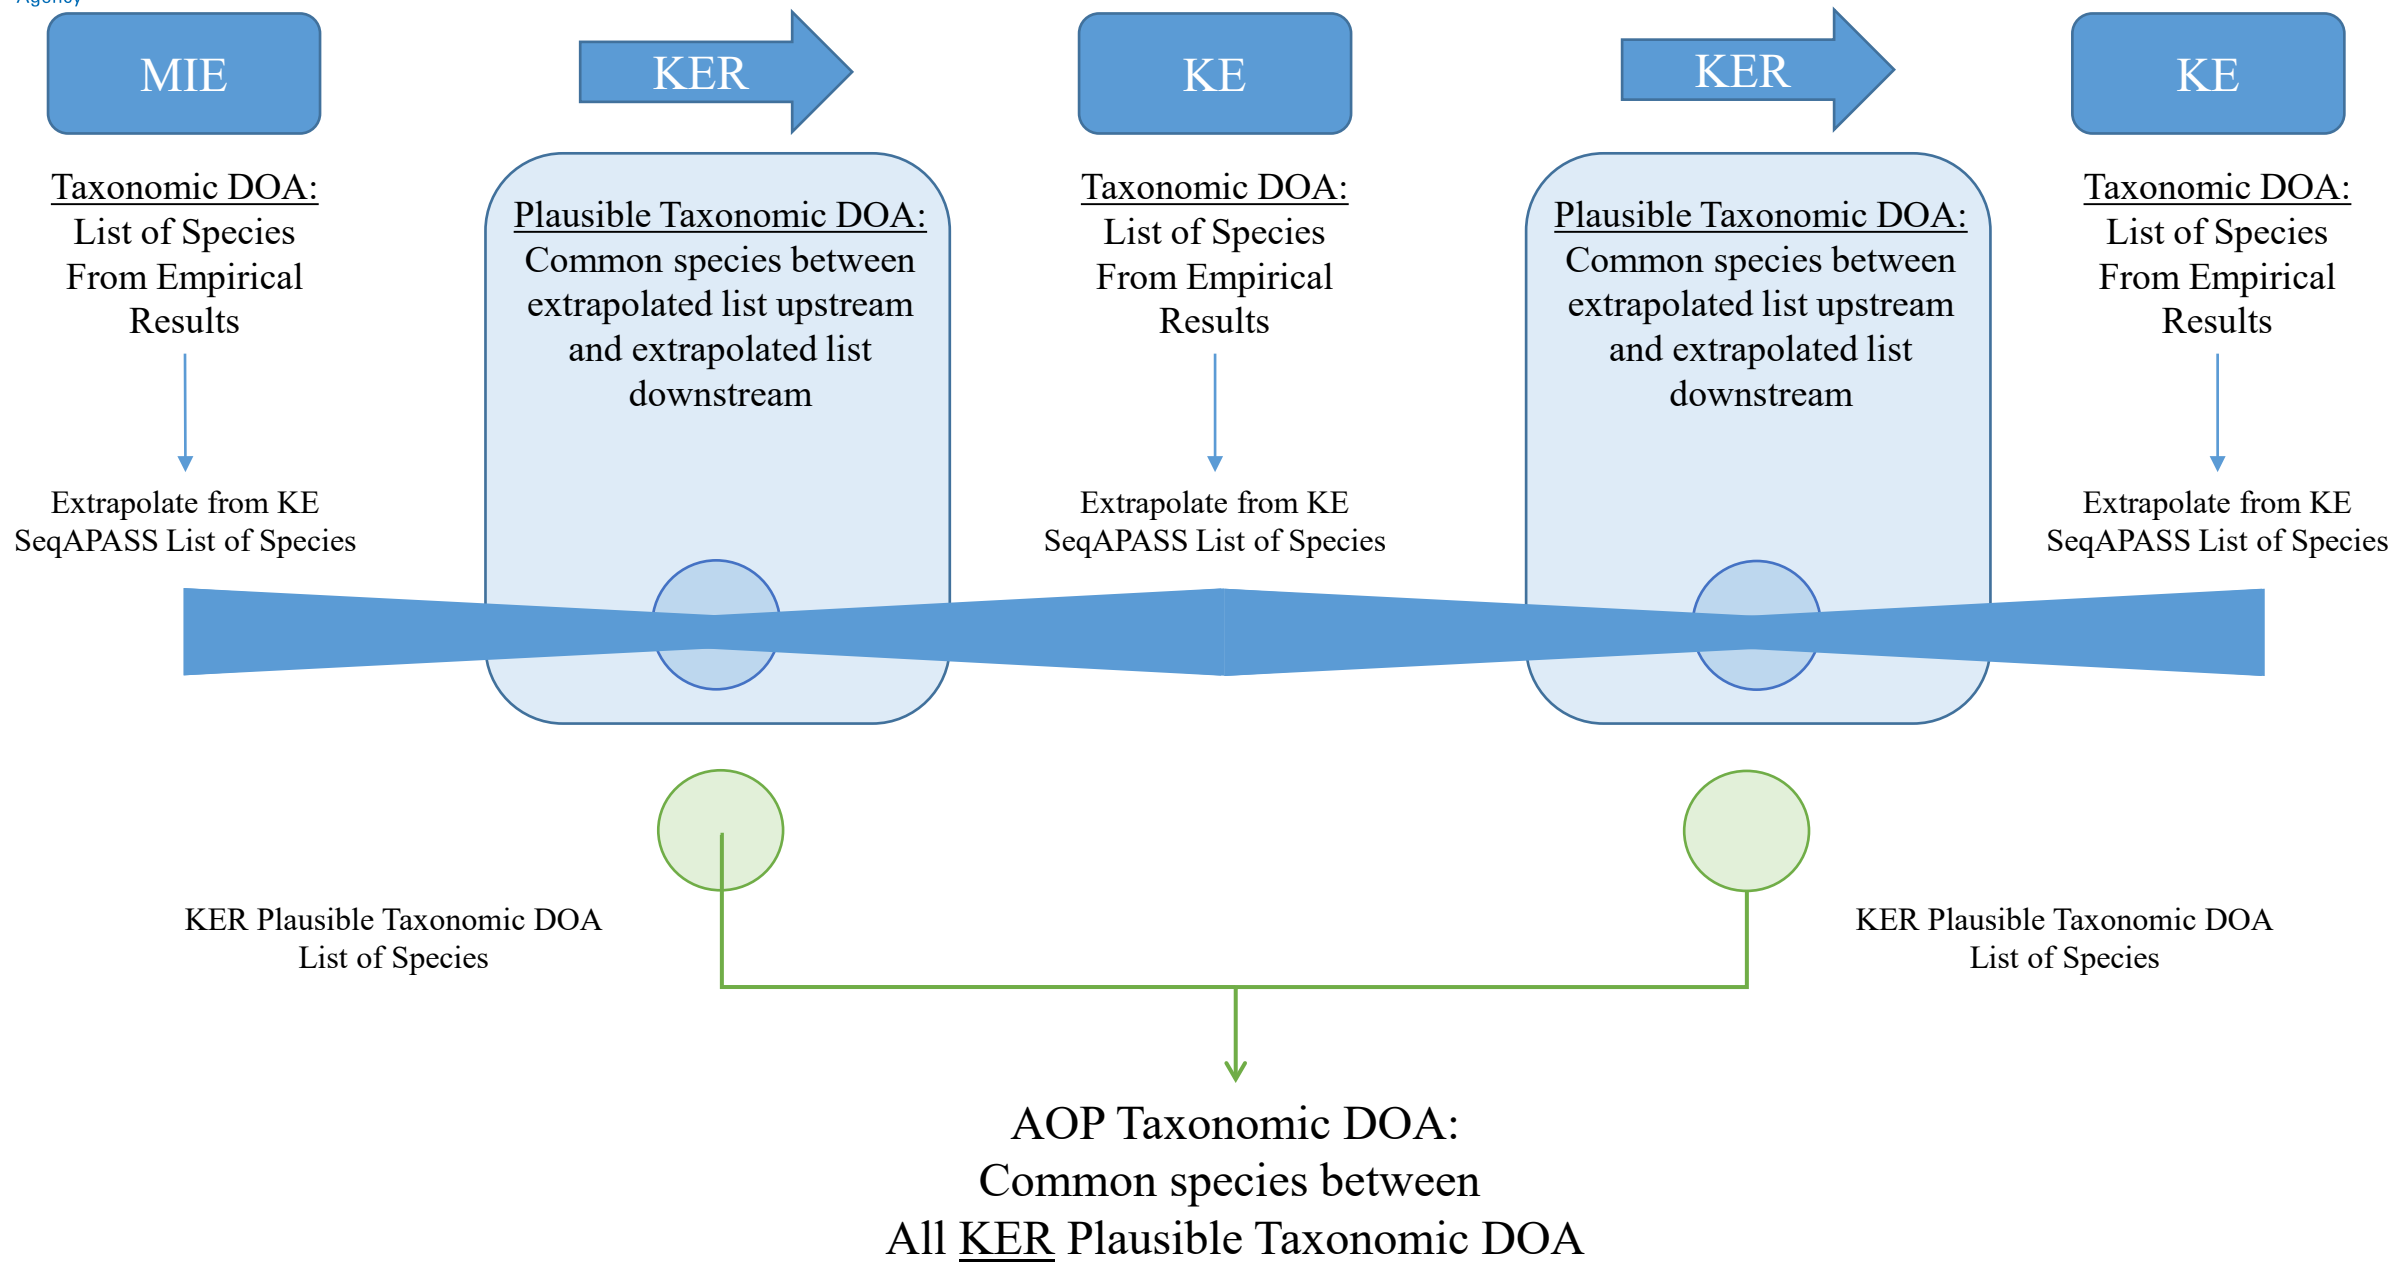 Agency
MIE
KER
KE
KER
KE
Taxonomic DOA:
List of Species
From Empirical
Results
Extrapolate from KE
SeqAPASS List of Species
Plausible Taxonomic DOA:
Common species between
extrapolated list upstream
and extrapolated list
downstream
Taxonomic DOA:
List of Species
From Empirical
Results
Extrapolate from KE
SeqAPASS List of Species
Plausible Taxonomic DOA:
Common species between
extrapolated list upstream
and extrapolated list
downstream
Taxonomic DOA:
List of Species
From Empirical
Results
Extrapolate from KE
SeqAPASS List of Species
KER Plausible Taxonomic DOA
List of Species
KER Plausible Taxonomic DOA
List of Species
AOP Taxonomic DOA:
Common species between
All KER Plausible Taxonomic DOA